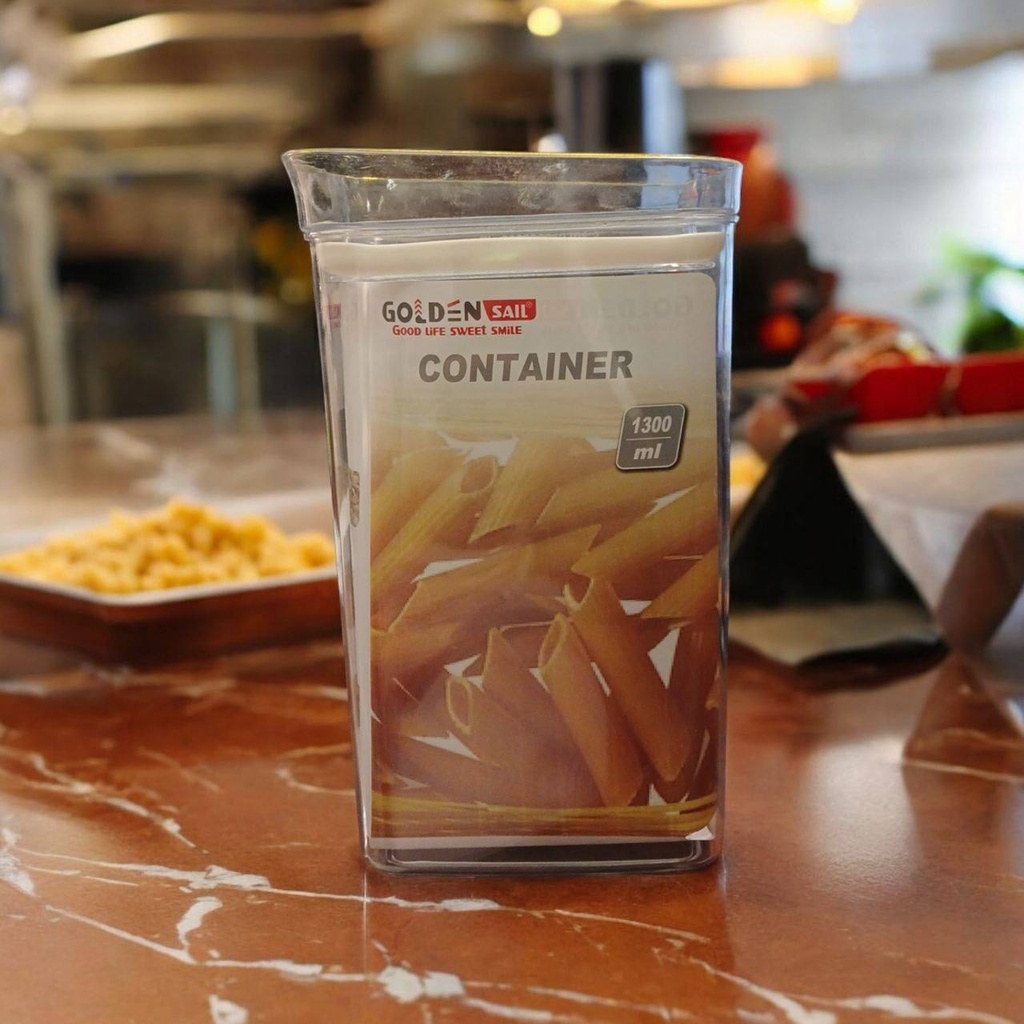 GOLDEN SAIL®
GOOD LIFE SWEET SMILE
CONTAINER
1300
ml